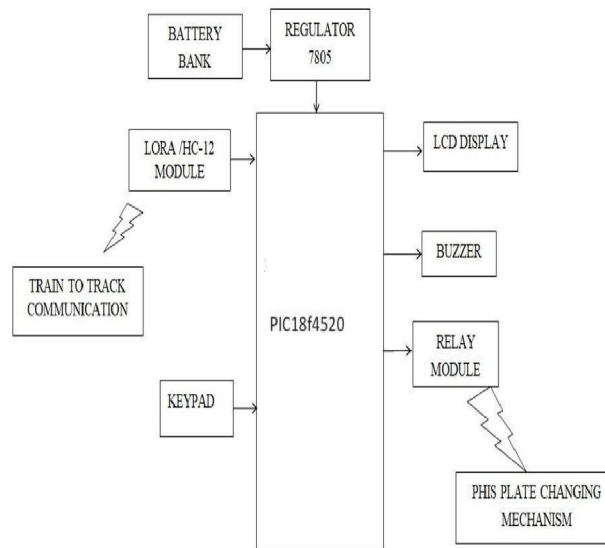 BATTERY
BANK
REGULATOR
7805
LORA /HC-12
MODULE
LCD DISPLAY
TRAIN TO TRACK
COMMUNICATION
BUZZER
PIC18f4520
RELAY
MODULE
KEYPAD
PHIS PLATE CHANGING
MECHANISM